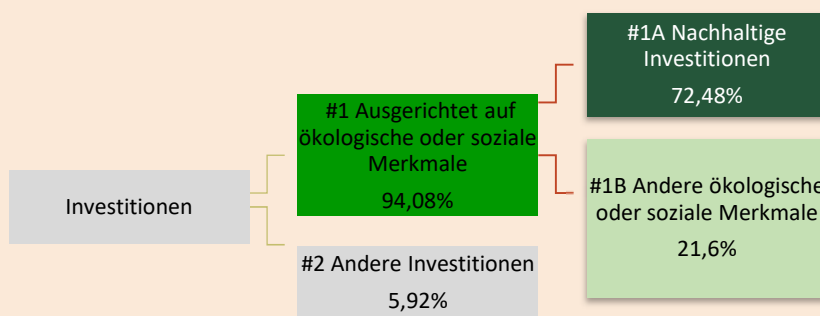 Investitionen
#1 Ausgerichtet auf
ökologische oder soziale
Merkmale
94,08%
#2 Andere Investitionen
5,92%
#1A Nachhaltige
Investitionen
72,48%
#1B Andere ökologische
oder soziale Merkmale
21,6%